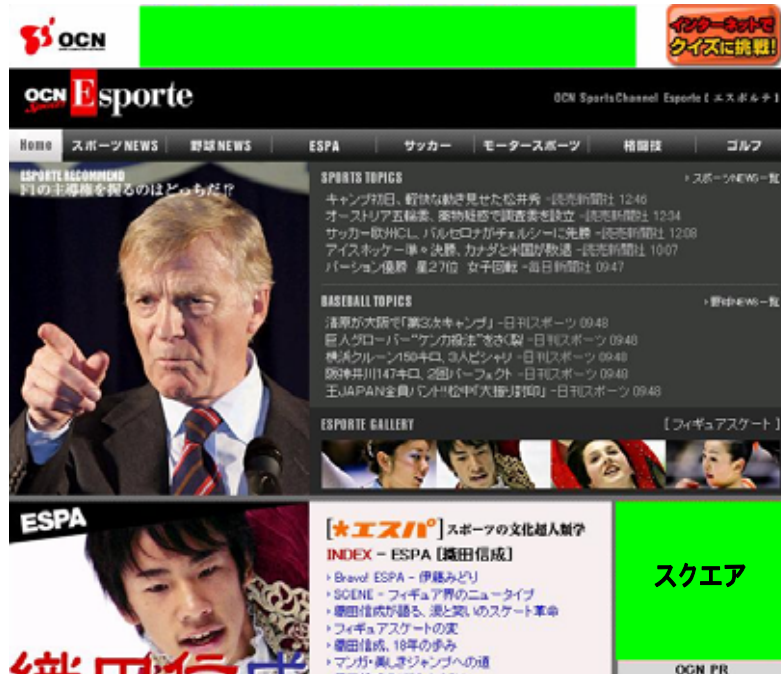 OCN
インターネットで
クイズに挑戦!
OCN Sports Esporte
OCN SportsChannel Esporte [エスポルテ]
Home スポーツNEWS 野球NEWS ESPA サッカー モータースポーツ 格闘技 ゴルフ
ESPORTE RECOMMEND
F1の主導権を握るのはどっちだ!?
SPORTS TOPICS
スポーツNEWS一覧
キャンプ初日、軽快な動き見せた松井秀 -読売新聞社 12:46
オーストリア五輪委、薬物疑惑で調査委を設立 -読売新聞社 12:34
サッカー欧州CL、バルセロナがチェルシーに先勝 -読売新聞社 12:08
アイスホッケー準々決勝、カナダと米国が敗退 -読売新聞社 10:07
パーション優勝 星27位 女子回転 -毎日新聞社 09:47
BASEBALL TOPICS
野球NEWS一覧
清原が大阪で「第3次キャンプ」 -日刊スポーツ 09:48
巨人グローバー“ケンカ投法”をさく裂 -日刊スポーツ 09:48
横浜クルーン150キロ、3人ピシャリ -日刊スポーツ 09:48
阪神井川147キロ、2回パーフェクト -日刊スポーツ 09:48
王JAPAN全員バント!!松中「大振り封印」 -日刊スポーツ 09:48
ESPORTE GALLERY
[フィギュアスケート]
ESPA
[★エスパ]スポーツの文化超人類学
INDEX - ESPA [織田信成]
Bravo! ESPA - 伊藤みどり
SCENE - フィギュア界のニュータイプ
織田信成が語る、涙と笑いのスケート革命
フィギュアスケートの変
織田信成、18年の歩み
マンガ・美しきジャンプへの道
織田信成
スクエア
OCN PR